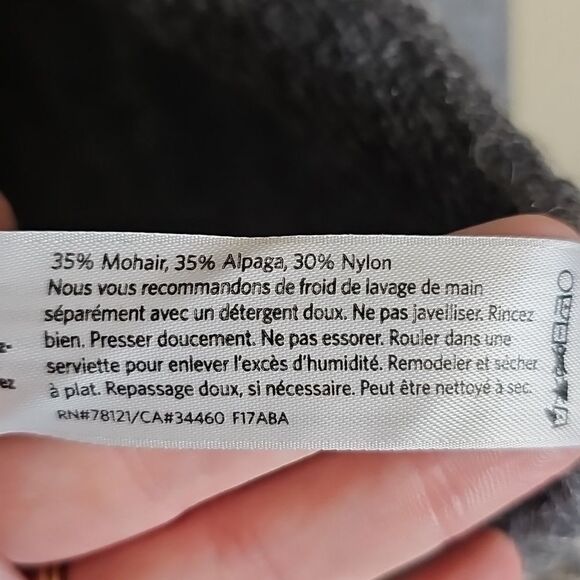 35% Mohair, 35% Alpaga, 30% Nylon
Nous vous recommandons de froid de lavage de main
séparément avec un détergent doux. Ne pas javelliser. Rincez
bien. Presser doucement. Ne pas essorer. Rouler dans une
serviette pour enlever l'excès d'humidité. Remodeler et sécher
à plat. Repassage doux, si nécessaire. Peut être nettoyé à sec.
RN#78121/CA#34460 F17ABA